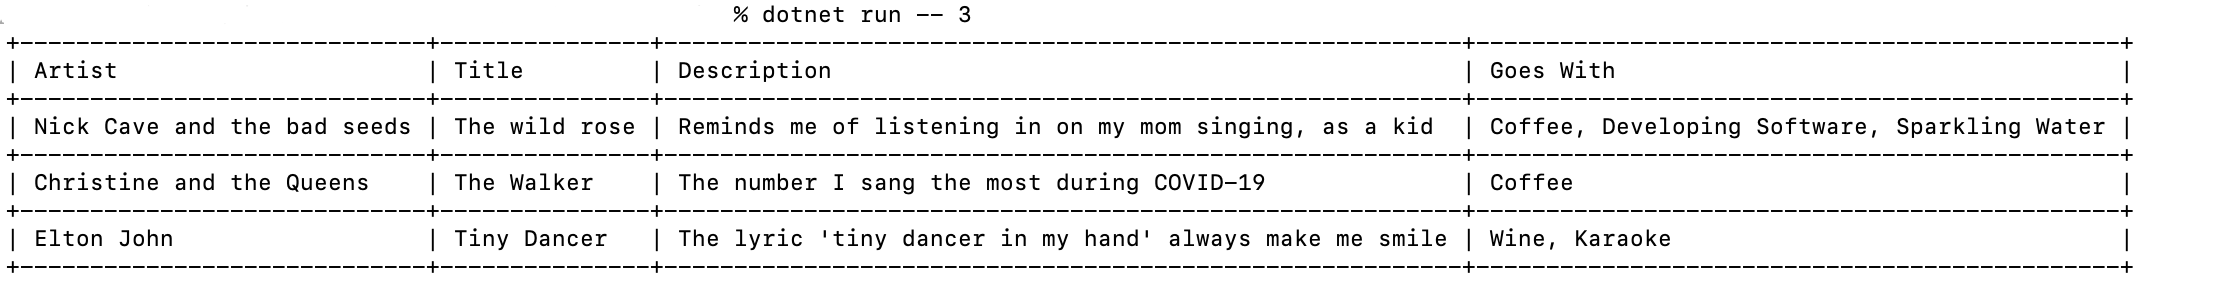 % dotnet run -- 3
+-----------------------------+---------------+---------------------------------------------------------+----------------------------------------------+
| Artist                      | Title         | Description                                             | Goes With                                    |
+-----------------------------+---------------+---------------------------------------------------------+----------------------------------------------+
| Nick Cave and the bad seeds | The wild rose | Reminds me of listening in on my mom singing, as a kid  | Coffee, Developing Software, Sparkling Water |
+-----------------------------+---------------+---------------------------------------------------------+----------------------------------------------+
| Christine and the Queens    | The Walker    | The number I sang the most during COVID-19              | Coffee                                       |
+-----------------------------+---------------+---------------------------------------------------------+----------------------------------------------+
| Elton John                  | Tiny Dancer   | The lyric 'tiny dancer in my hand' always make me smile | Wine, Karaoke                                |
+-----------------------------+---------------+---------------------------------------------------------+----------------------------------------------+